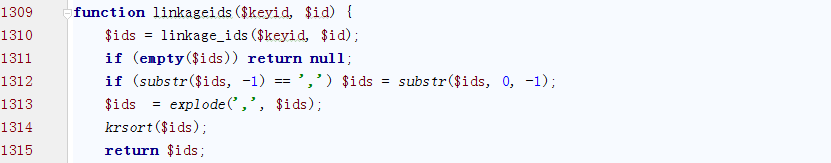 1309 function linkageids($keyid, $id) {
1310 $ids = linkage_ids($keyid, $id);
1311 if (empty($ids)) return null;
1312 if (substr($ids, -1) == ',') $ids = substr($ids, 0, -1);
1313 $ids  = explode(',', $ids);
1314 krsort($ids);
1315 return $ids;